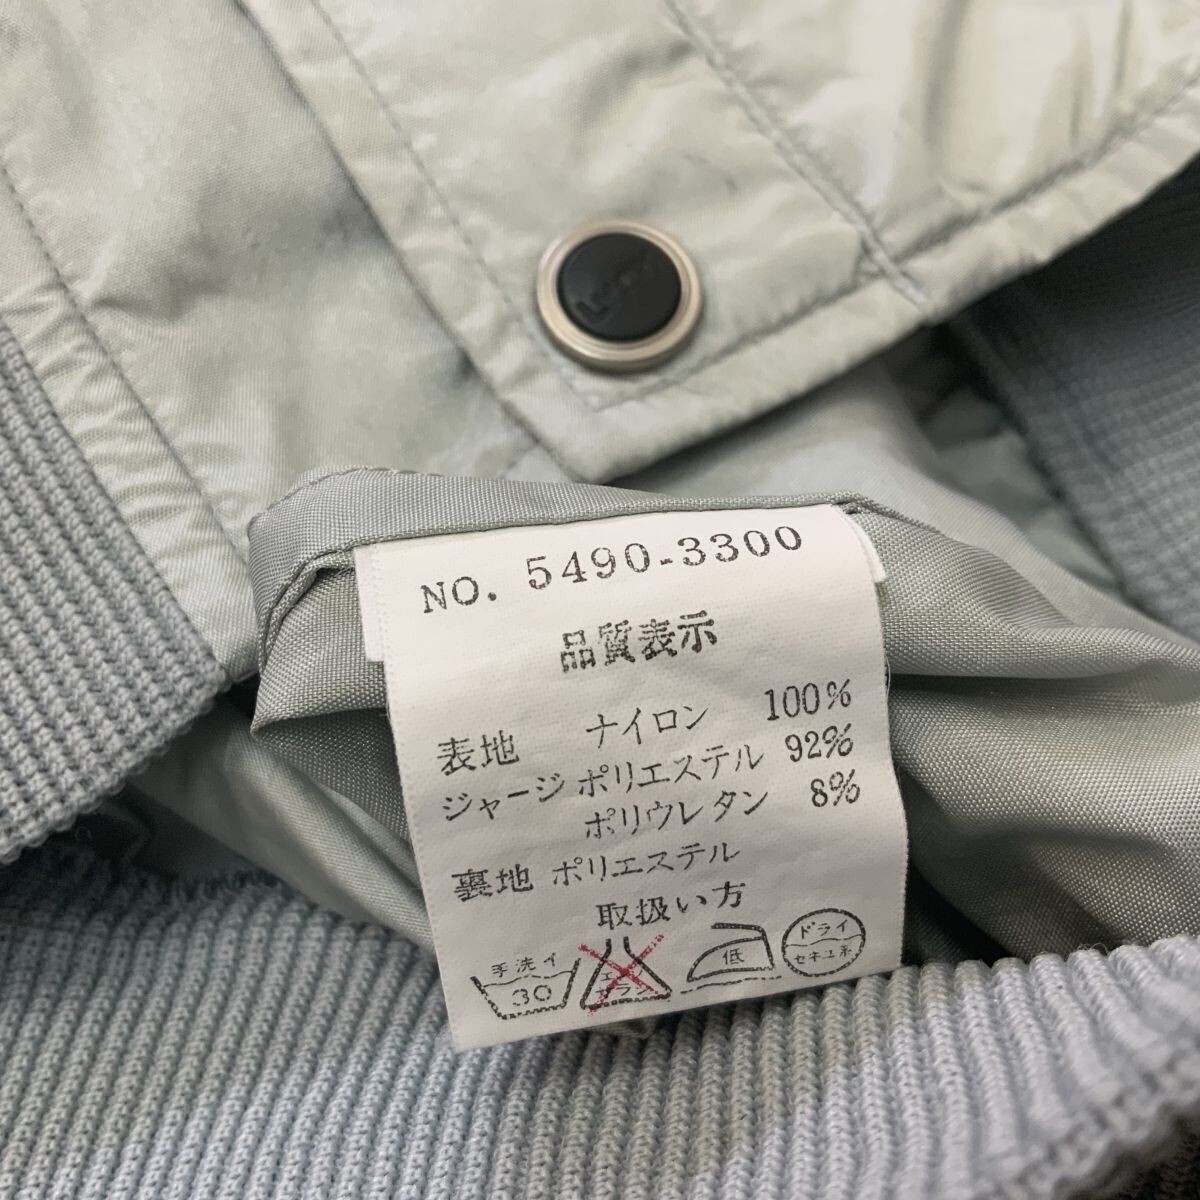 NO. 5490-3300
品質表示
表地 ナイロン 100%
ジャージ ポリエステル 92%
ポリウレタン 8%
裏地 ポリエステル
取扱い方
手洗イ
30
エンソ
サラシ
低
ドライ
セキユ系